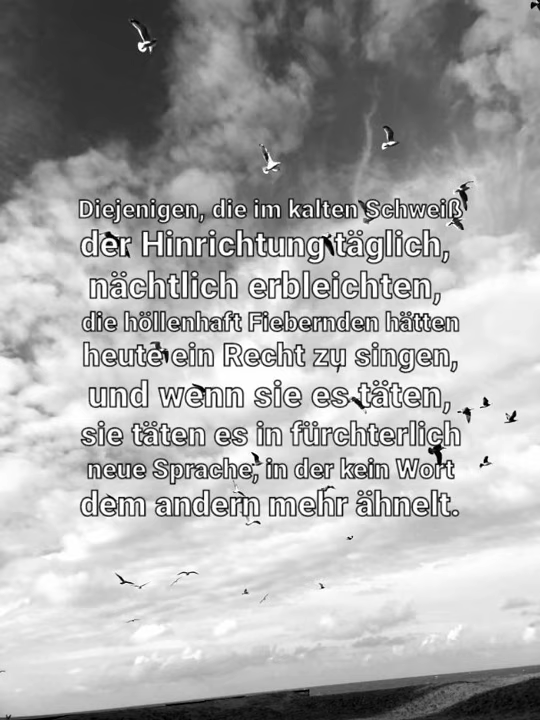 Diejenigen, die im kalten Schweiß
der Hinrichtung täglich,
nächtlich erbleichten,
die höllenhaft Fiebernden hätten
heute ein Recht zu singen,
und wenn sie es täten,
sie täten es in fürchterlich
neue Sprache, in der kein Wort
dem andern mehr ähnelt.